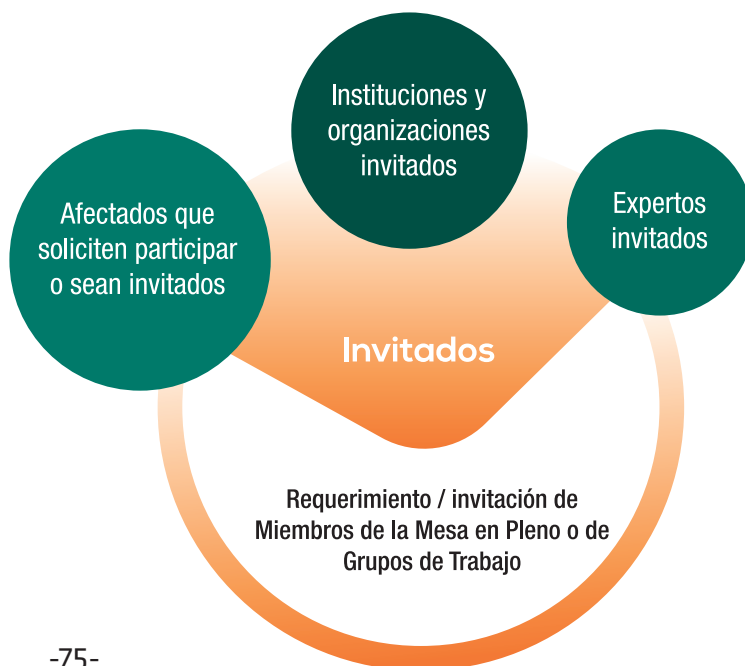 Instituciones y
organizaciones
invitados
Afectados que
soliciten participar
o sean invitados
Expertos
invitados
Invitados
Requerimiento / invitación de
Miembros de la Mesa en Pleno o de
Grupos de Trabajo
-75-